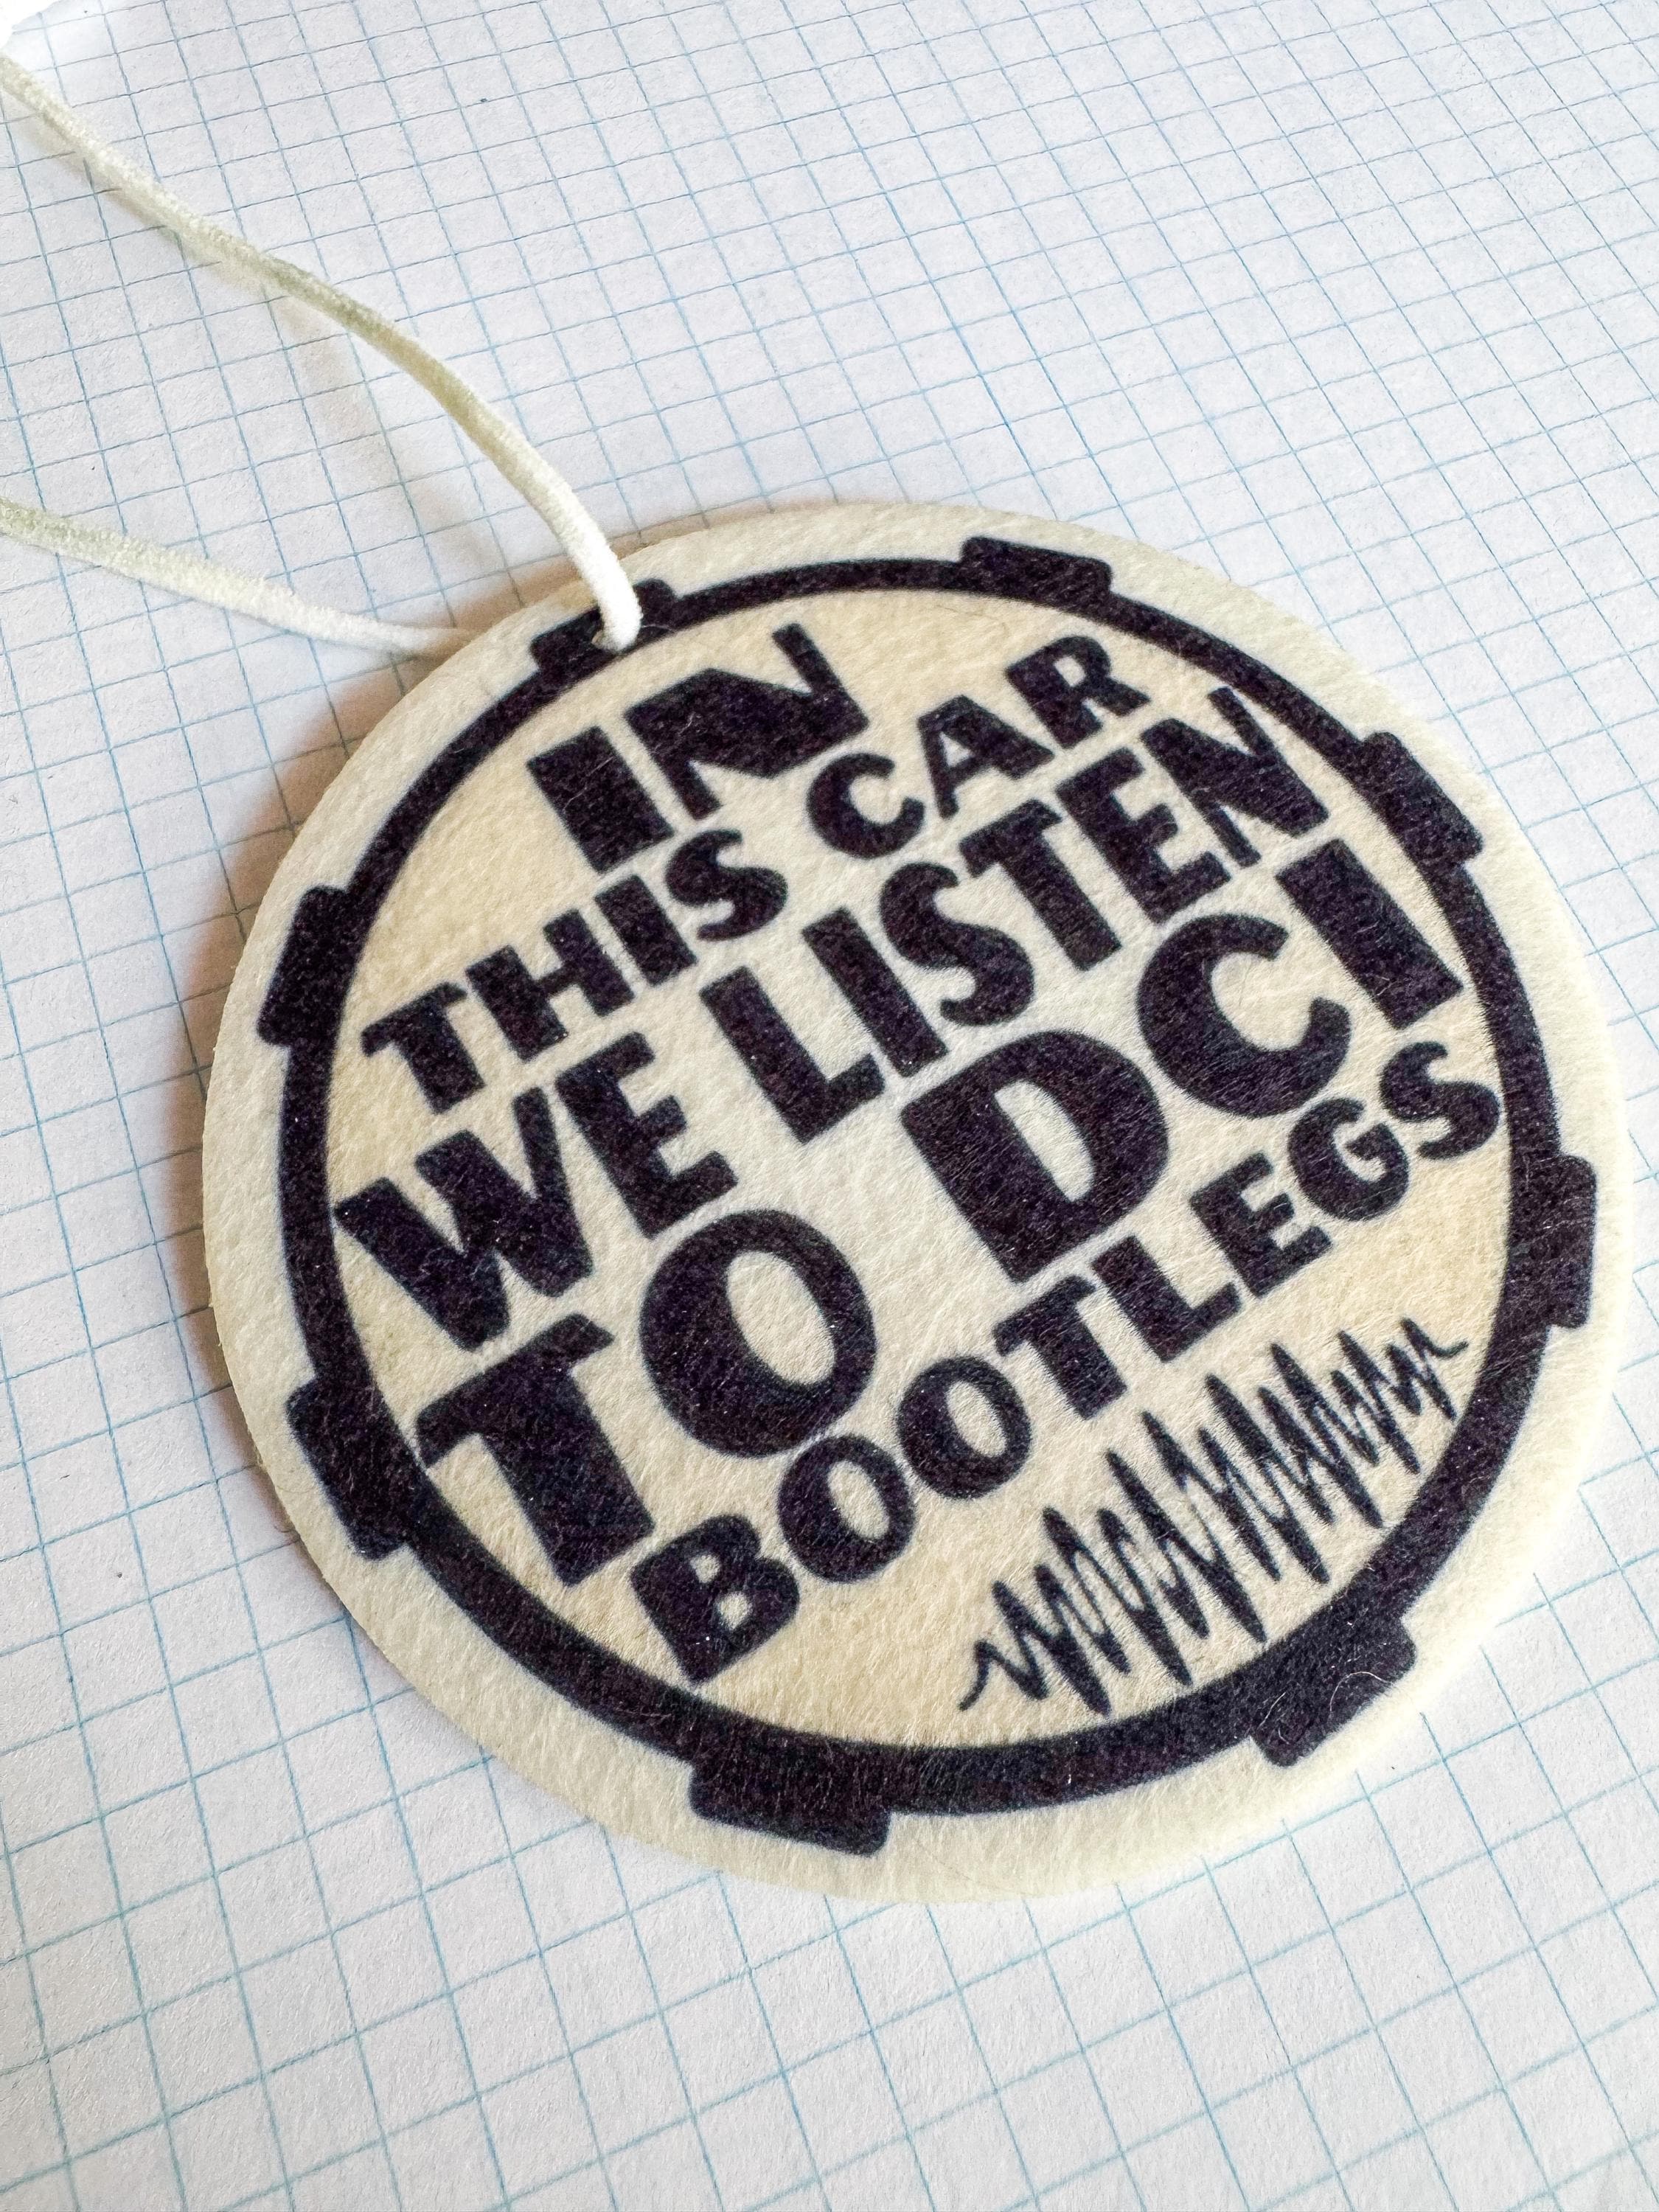 IN
THIS CAR
WE LISTEN
TO DCI
BOOTLEGS